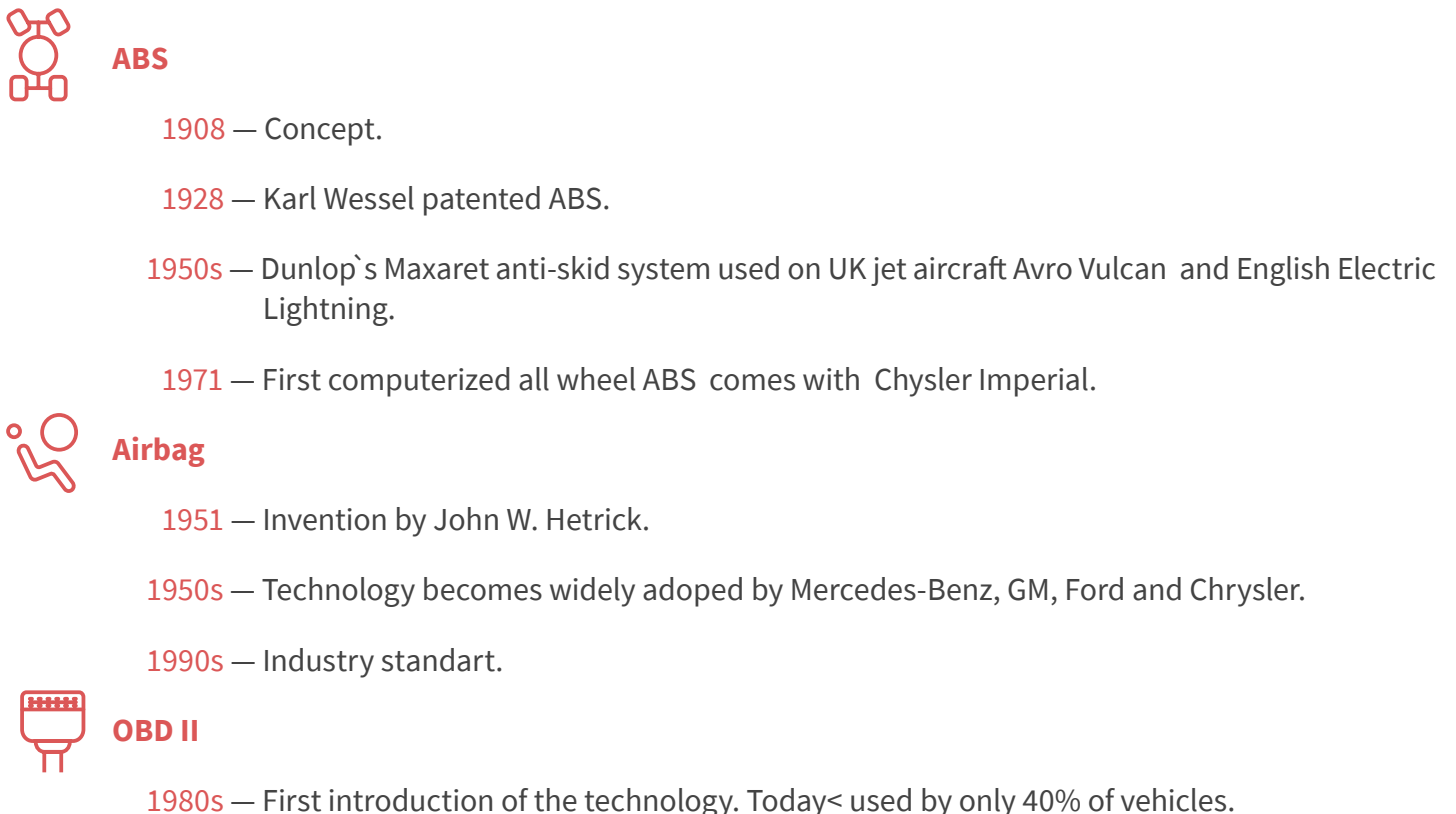 ABS
1908 — Concept.
1928 — Karl Wessel patented ABS.
1950s — Dunlop`s Maxaret anti-skid system used on UK jet aircraft Avro Vulcan  and English Electric
Lightning.
1971 — First computerized all wheel ABS  comes with  Chysler Imperial.
Airbag
1951 — Invention by John W. Hetrick.
1950s — Technology becomes widely adoped by Mercedes-Benz, GM, Ford and Chrysler.
1990s — Industry standart.
OBD II
1980s — First introduction of the technology. Today< used by only 40% of vehicles.